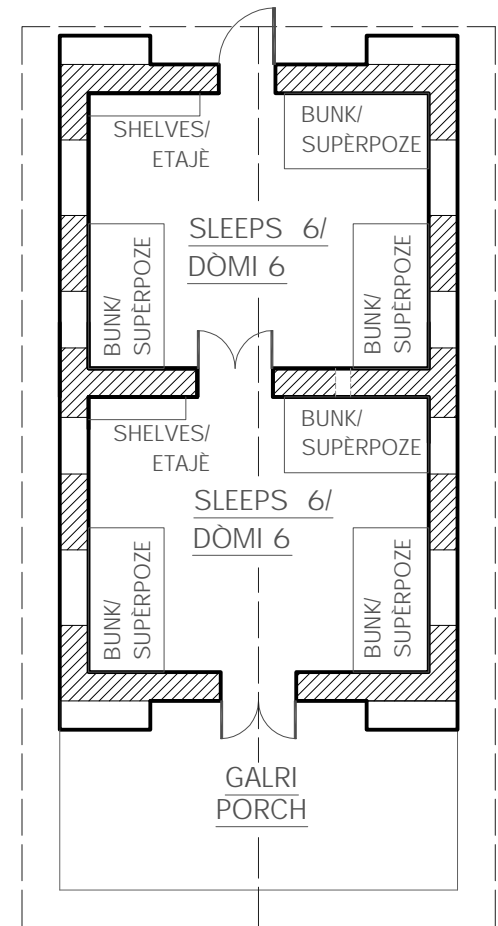 SHELVES/
ETAJÈ
BUNK/
SUPÈRPOZE
SLEEPS 6/
DÒMI 6
BUNK/
SUPÈRPOZE
BUNK/
SUPÈRPOZE
SHELVES/
ETAJÈ
BUNK/
SUPÈRPOZE
SLEEPS 6/
DÒMI 6
BUNK/
SUPÈRPOZE
BUNK/
SUPÈRPOZE
GALRI
PORCH